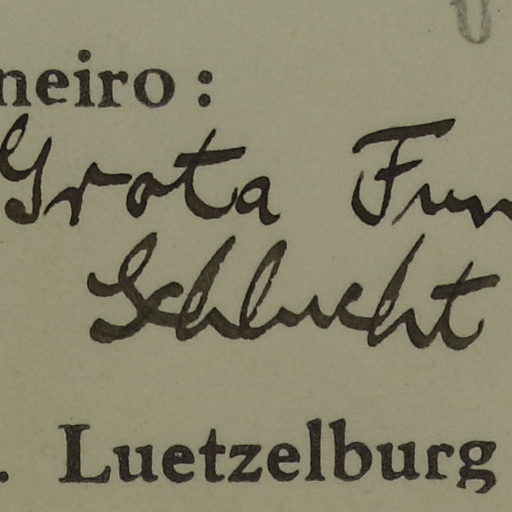 neiro:
Grota Fun
Schlucht
. Luetzelburg